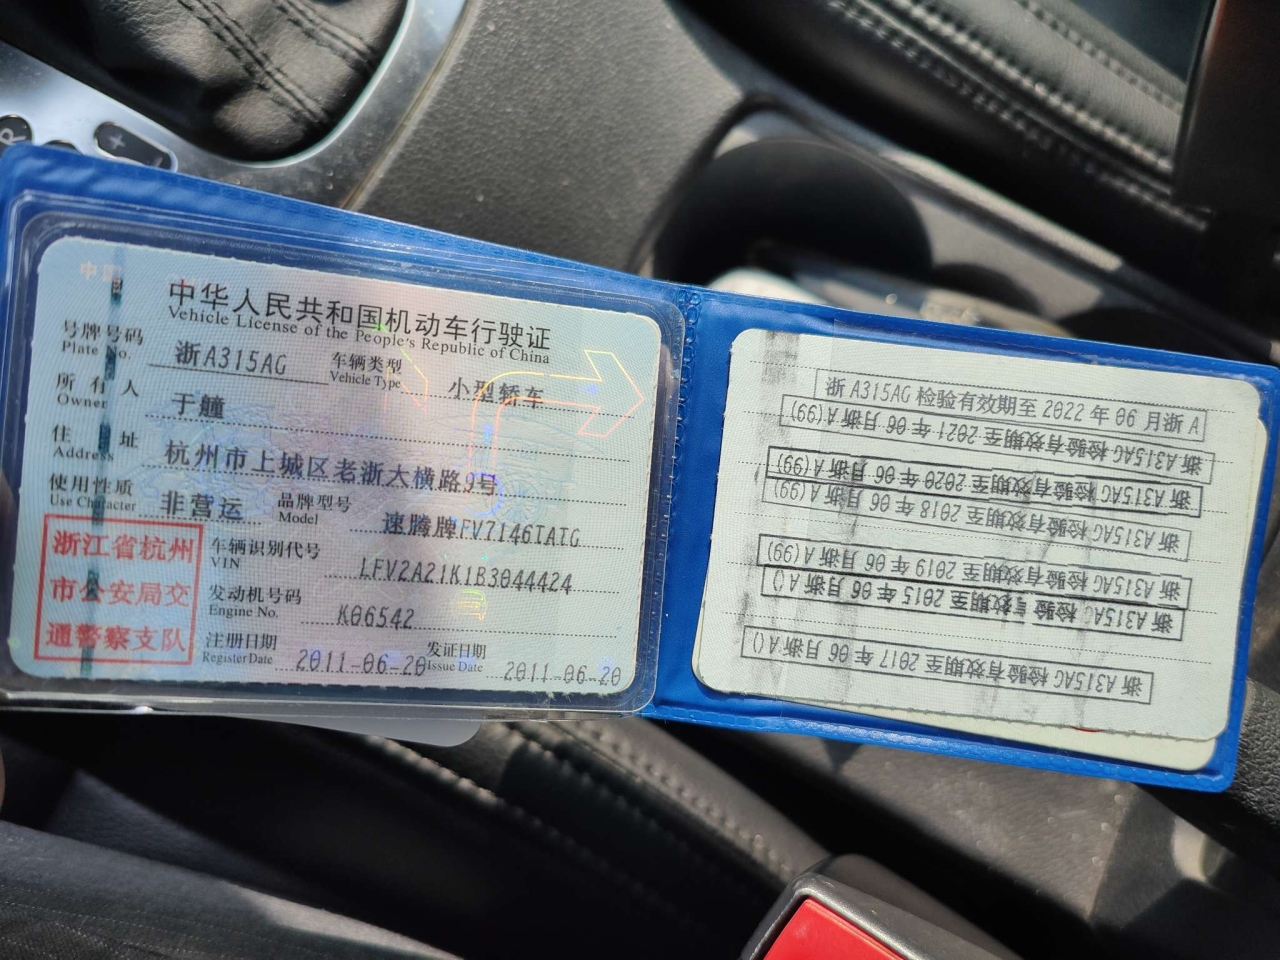 R
+
中国
中华人民共和国机动车行驶证
Vehicle License of the People's Republic of China
号牌号码 浙A315AG 车辆类型 小型轿车
Plate No. Vehicle Type
所有人 于艟
Owner
住址 杭州市上城区老浙大横路9号
Address
使用性质 非营运 品牌型号 速腾牌FV7146TATG
Use Character Model
浙江省杭州
市公安局交
通警察支队
车辆识别代号 LFV2A21K1B3044424
VIN
发动机号码 K06542
Engine No.
注册日期 2011-06-20 发证日期 2011-06-20
Register Date Issue Date
浙A315AG检验有效期至2022年06月浙A
浙A315AG检验有效期至2021年06月浙A(99)
浙A315AG检验有效期至2020年06月浙A(99)
浙A315AG检验有效期至2018年06月浙A(99)
浙A315AG检验有效期至2019年06月浙A(99)
浙A315AG检验有效期至2015年06月浙A()
浙A315AG检验有效期至2017年06月浙A()